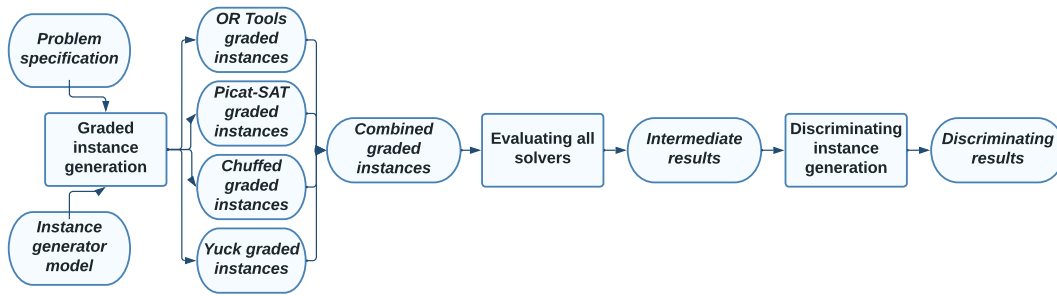 Problem
specification
Graded
instance
generation
Instance
generator
model
OR Tools
graded
instances
Picat-SAT
graded
instances
Chuffed
graded
instances
Yuck graded
instances
Combined
graded
instances
Evaluating all
solvers
Intermediate
results
Discriminating
instance
generation
Discriminating
results